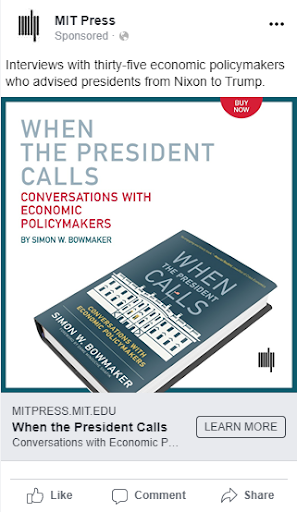 MIT Press
Sponsored ·
Interviews with thirty-five economic policymakers
who advised presidents from Nixon to Trump.
BUY
NOW
WHEN
THE PRESIDENT
CALLS
CONVERSATIONS WITH
ECONOMIC
POLICYMAKERS
BY SIMON W. BOWMAKER
WHEN
THE PRESIDENT
CALLS
CONVERSATIONS WITH
ECONOMIC POLICYMAKERS
SIMON W. BOWMAKER
MITPRESS.MIT.EDU
When the President Calls
Conversations with Economic P...
LEARN MORE
Like
Comment
Share